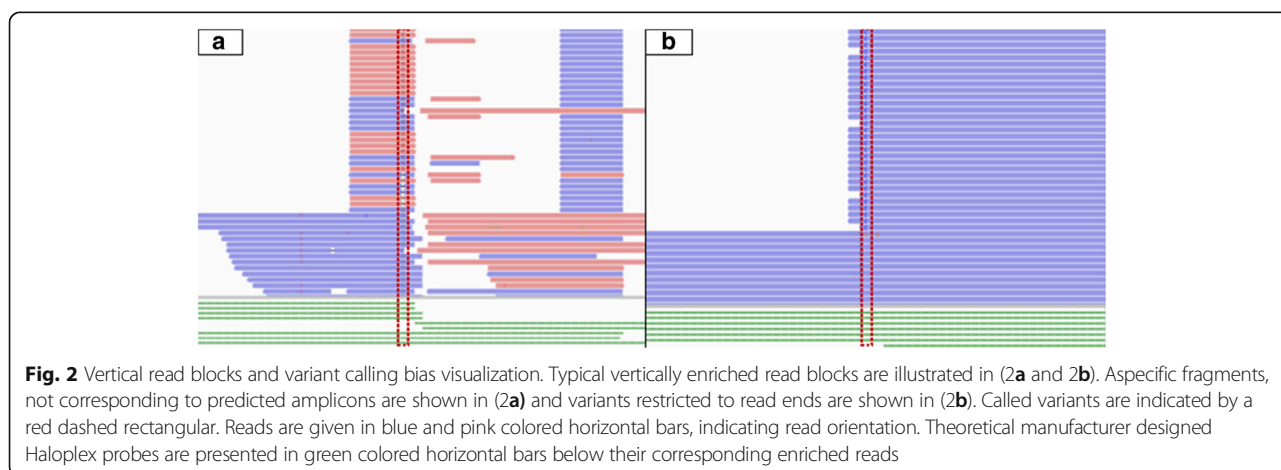 a
b
Fig. 2 Vertical read blocks and variant calling bias visualization. Typical vertically enriched read blocks are illustrated in (2a and 2b). Aspecific fragments,
not corresponding to predicted amplicons are shown in (2a) and variants restricted to read ends are shown in (2b). Called variants are indicated by a
red dashed rectangular. Reads are given in blue and pink colored horizontal bars, indicating read orientation. Theoretical manufacturer designed
Haloplex probes are presented in green colored horizontal bars below their corresponding enriched reads